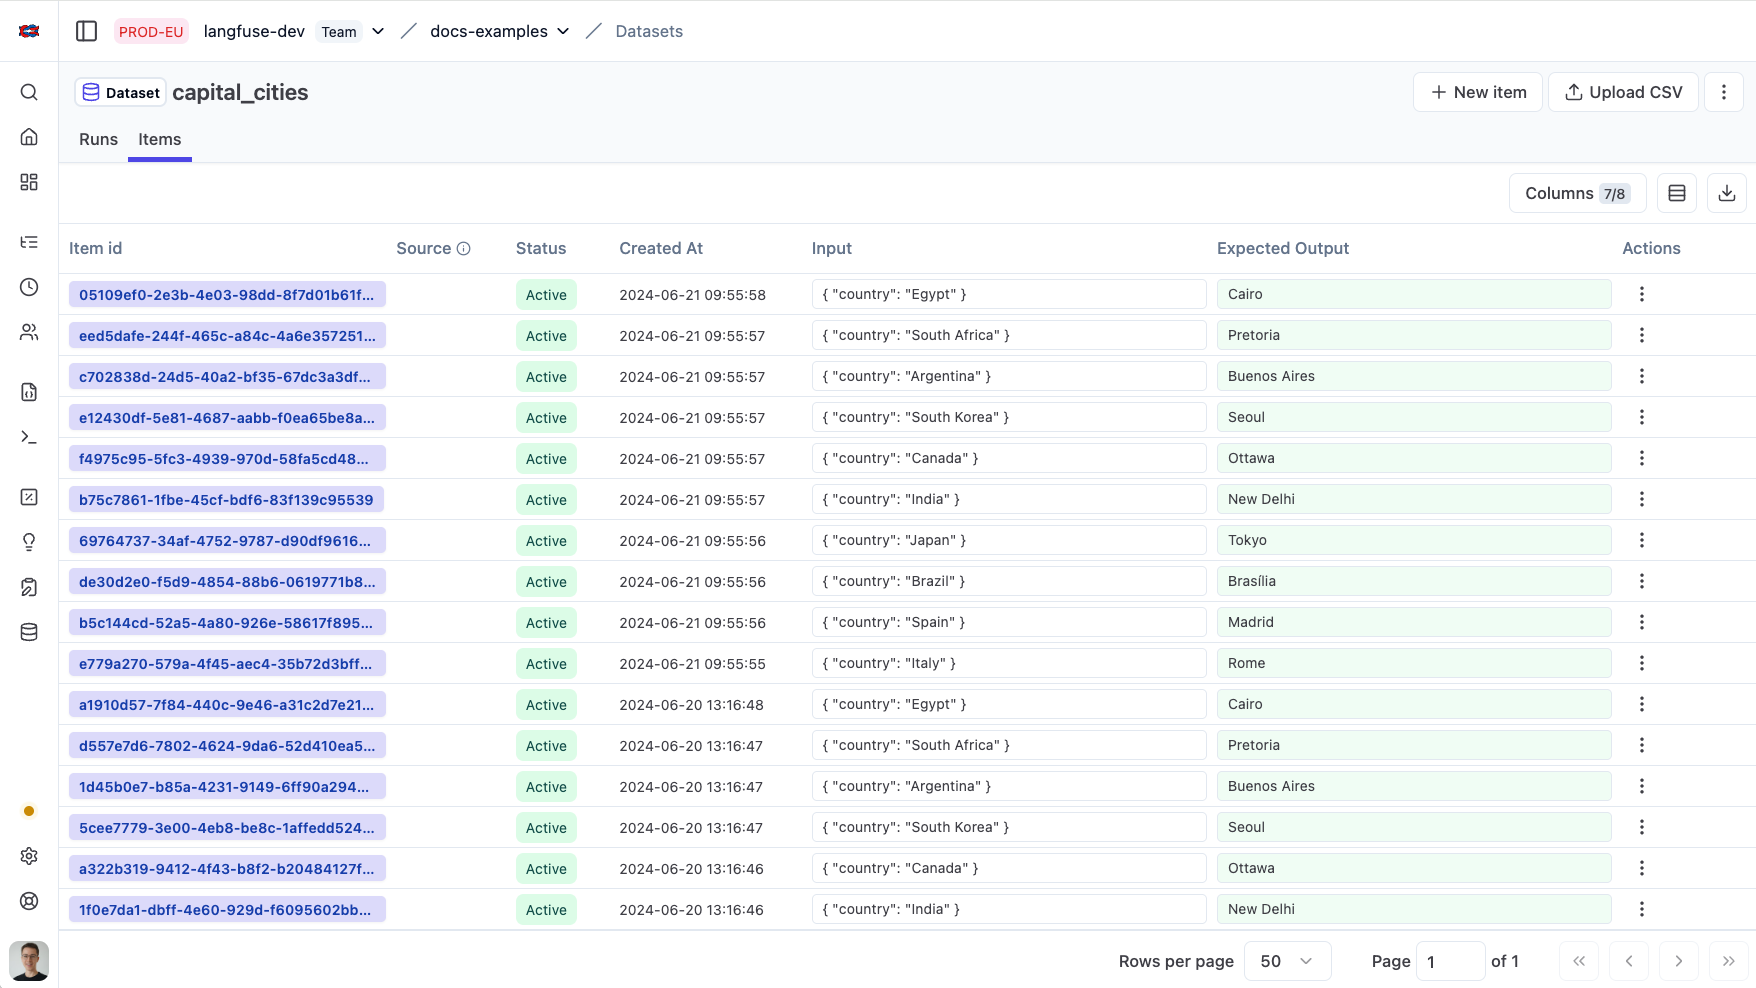 PROD-EU langfuse-dev Team docs-examples Datasets
Dataset capital_cities New item Upload CSV
Runs Items
Columns 7/8
Item id Source Status Created At Input Expected Output Actions
05109ef0-2e3b-4e03-98dd-8f7d01b61f... Active 2024-06-21 09:55:58 { "country": "Egypt" } Cairo
eed5dafe-244f-465c-a84c-4a6e357251... Active 2024-06-21 09:55:57 { "country": "South Africa" } Pretoria
c702838d-24d5-40a2-bf35-67dc3a3df... Active 2024-06-21 09:55:57 { "country": "Argentina" } Buenos Aires
e12430df-5e81-4687-aabb-f0ea65be8a... Active 2024-06-21 09:55:57 { "country": "South Korea" } Seoul
f4975c95-5fc3-4939-970d-58fa5cd48... Active 2024-06-21 09:55:57 { "country": "Canada" } Ottawa
b75c7861-1fbe-45cf-bdf6-83f139c95539 Active 2024-06-21 09:55:57 { "country": "India" } New Delhi
69764737-34af-4752-9787-d90df9616... Active 2024-06-21 09:55:56 { "country": "Japan" } Tokyo
de30d2e0-f5d9-4854-88b6-0619771b8... Active 2024-06-21 09:55:56 { "country": "Brazil" } Brasília
b5c144cd-52a5-4a80-926e-58617f895... Active 2024-06-21 09:55:56 { "country": "Spain" } Madrid
e779a270-579a-4f45-aec4-35b72d3bff... Active 2024-06-21 09:55:55 { "country": "Italy" } Rome
a1910d57-7f84-440c-9e46-a31c2d7e21... Active 2024-06-20 13:16:48 { "country": "Egypt" } Cairo
d557e7d6-7802-4624-9da6-52d410ea5... Active 2024-06-20 13:16:47 { "country": "South Africa" } Pretoria
1d45b0e7-b85a-4231-9149-6ff90a294... Active 2024-06-20 13:16:47 { "country": "Argentina" } Buenos Aires
5cee7779-3e00-4eb8-be8c-1affedd524... Active 2024-06-20 13:16:47 { "country": "South Korea" } Seoul
a322b319-9412-4f43-b8f2-b20484127f... Active 2024-06-20 13:16:46 { "country": "Canada" } Ottawa
1f0e7da1-dbff-4e60-929d-f6095602bb... Active 2024-06-20 13:16:46 { "country": "India" } New Delhi
Rows per page 50 Page 1 of 1